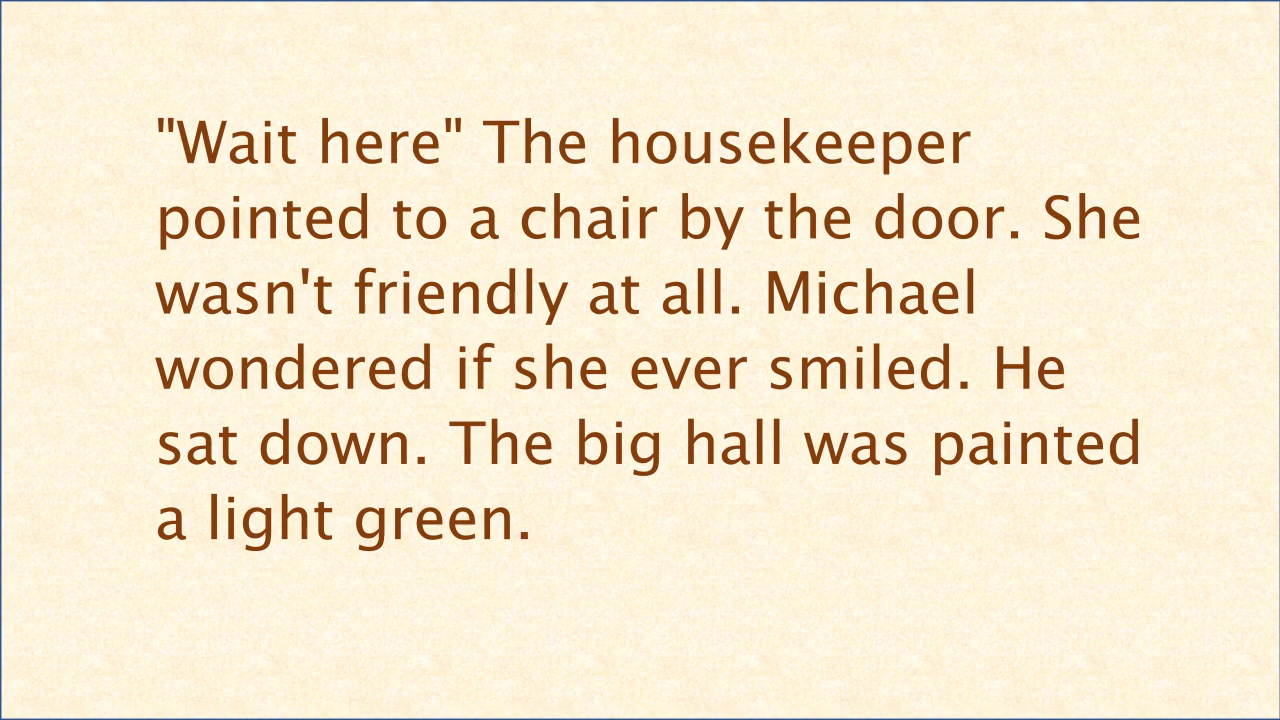 "Wait here" The housekeeper
pointed to a chair by the door. She
wasn't friendly at all. Michael
wondered if she ever smiled. He
sat down. The big hall was painted
a light green.